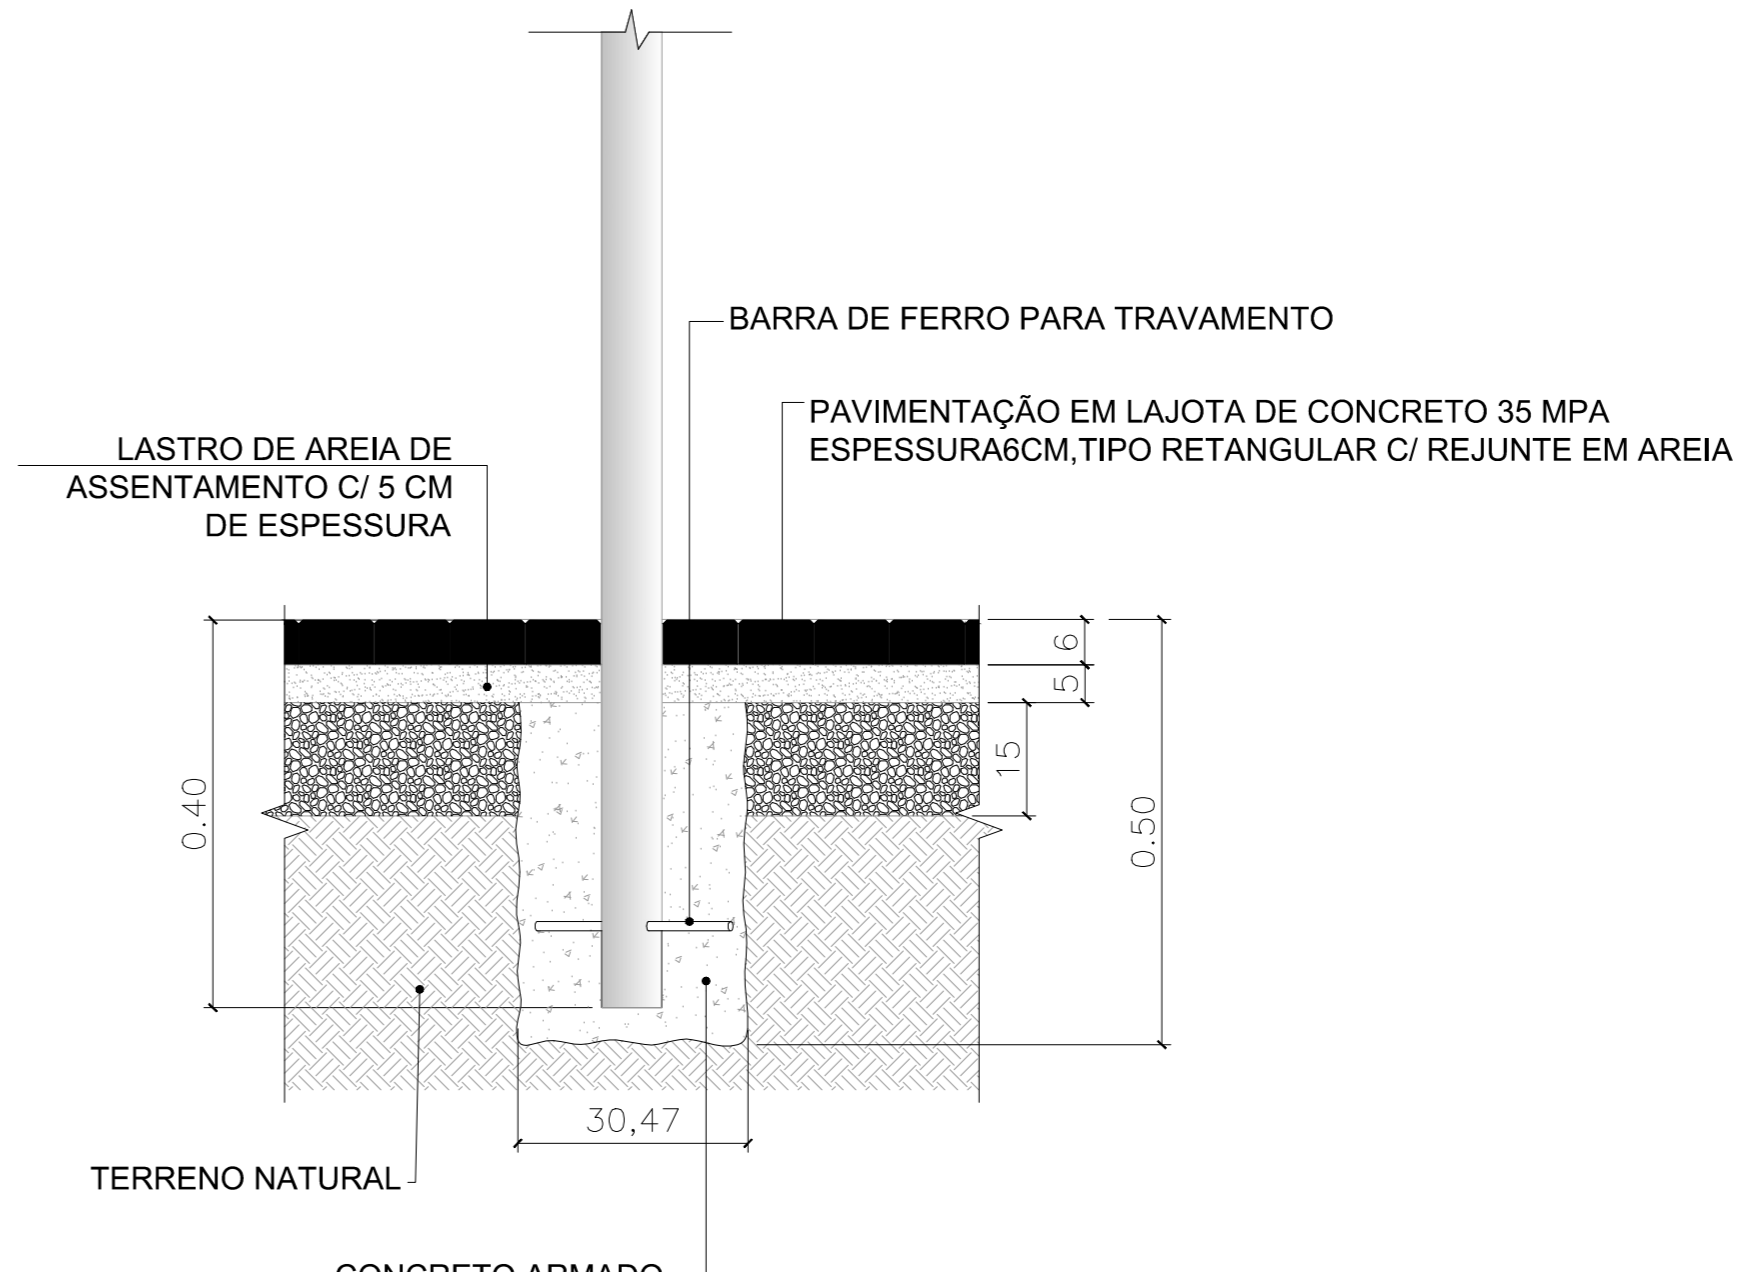 BARRA DE FERRO PARA TRAVAMENTO
PAVIMENTAÇÃO EM LAJOTA DE CONCRETO 35 MPA
ESPESSURA6CM,TIPO RETANGULAR C/ REJUNTE EM AREIA
LASTRO DE AREIA DE
ASSENTAMENTO C/ 5 CM
DE ESPESSURA
6
5
15
0.40
0.50
30,47
TERRENO NATURAL
CONCRETO ARMADO